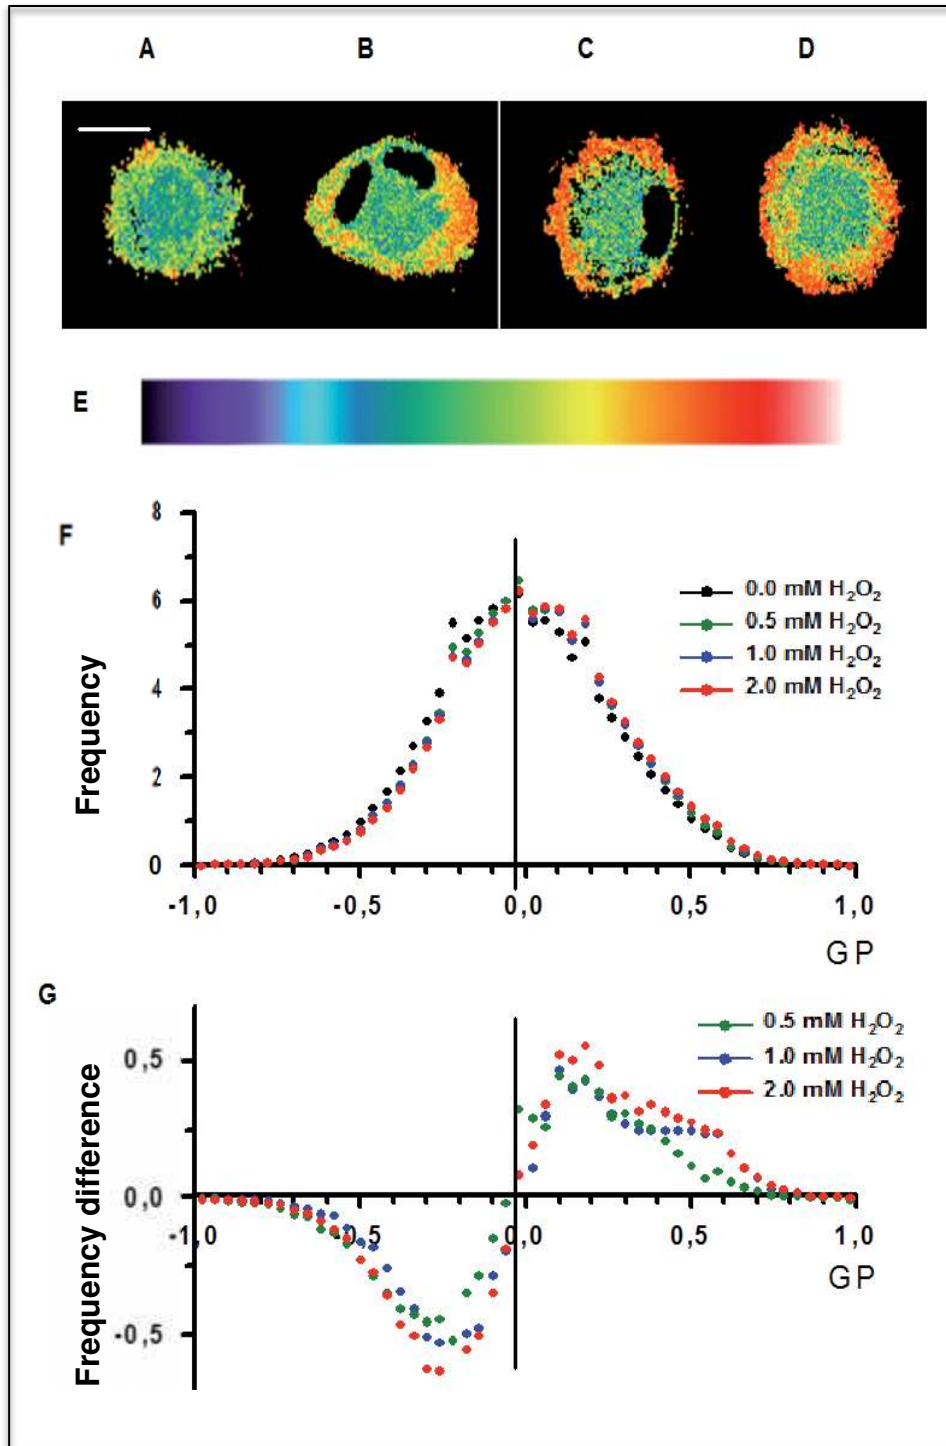 A B C D
E
F
8
6
4
2
0
Frequency
0.0 mM H₂O₂
0.5 mM H₂O₂
1.0 mM H₂O₂
2.0 mM H₂O₂
-1,0 -0,5 0,0 0,5 1,0
GP
G
0,5
0,0
-0,5
Frequency difference
0.5 mM H₂O₂
1.0 mM H₂O₂
2.0 mM H₂O₂
-1,0 -0,5 0,0 0,5 1,0
GP